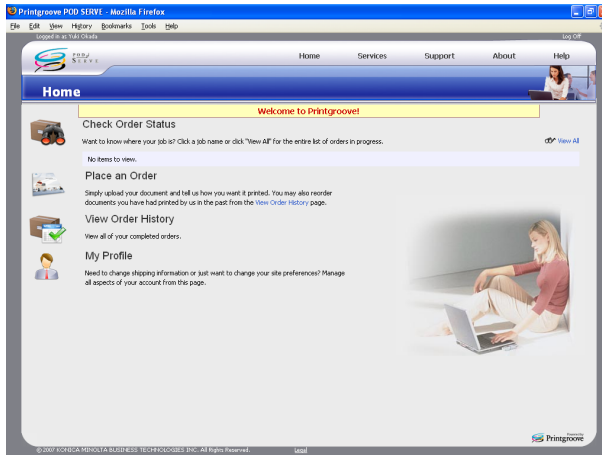 Printgroove POD SERVE - Mozilla Firefox
File Edit View History Bookmarks Tools Help
Logged in as Yuki Okada Log Off
POD
SERVE
Home Services Support About Help
Home
Welcome to Printgroove!
Check Order Status
Want to know where your job is? Click a job name or click "View All" for the entire list of orders in progress.
View All
No items to view.
Place an Order
Simply upload your document and tell us how you want it printed. You may also reorder
documents you have had printed by us in the past from the View Order History page.
View Order History
View all of your completed orders.
My Profile
Need to change shipping information or just want to change your site preferences? Manage
all aspects of your account from this page.
Powered by
Printgroove
© 2007 KONICA MINOLTA BUSINESS TECHNOLOGIES INC. All Rights Reserved. Legal